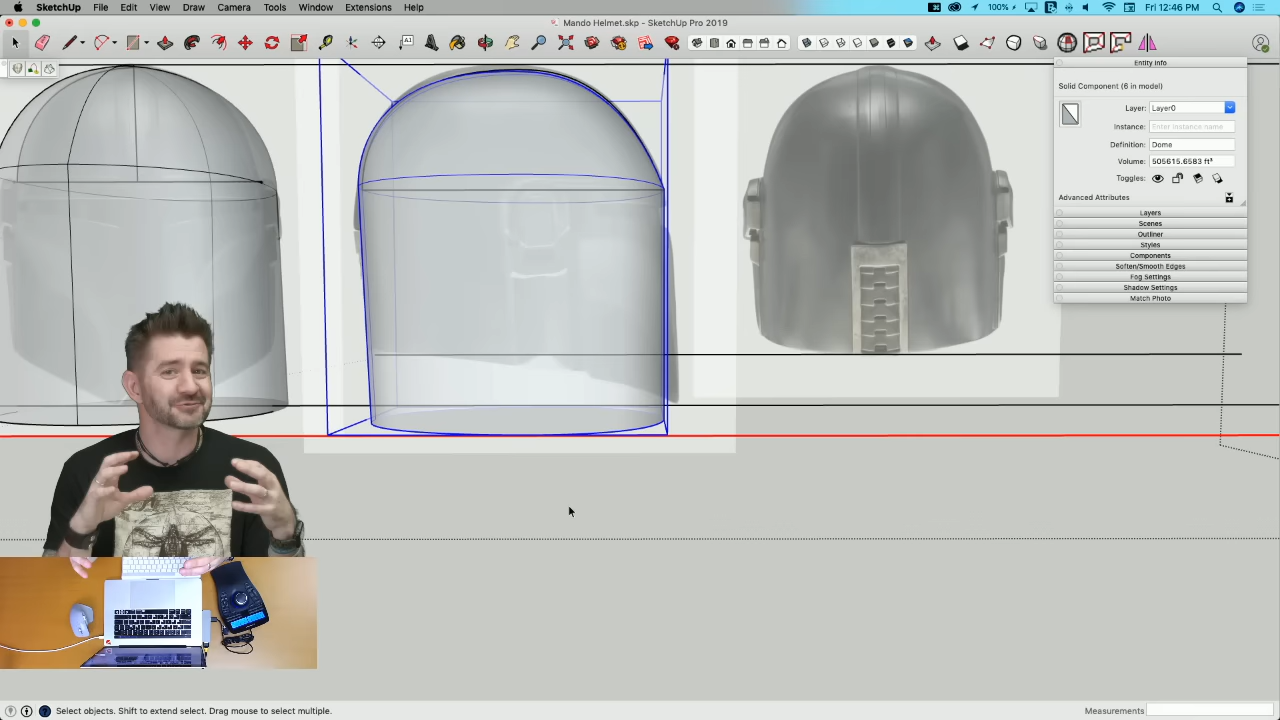 SketchUp File Edit View Draw Camera Tools Window Extensions Help 100% Fri 12:46 PM
Mando Helmet.skp - SketchUp Pro 2019
Entity Info
Solid Component (6 in model)
Layer: Layer0
Instance: Enter instance name
Definition: Dome
Volume: 505615.6583 ft³
Toggles:
Advanced Attributes
Layers
Scenes
Outliner
Styles
Components
Soften/Smooth Edges
Fog Settings
Shadow Settings
Match Photo
Select objects. Shift to extend select. Drag mouse to select multiple.
Measurements